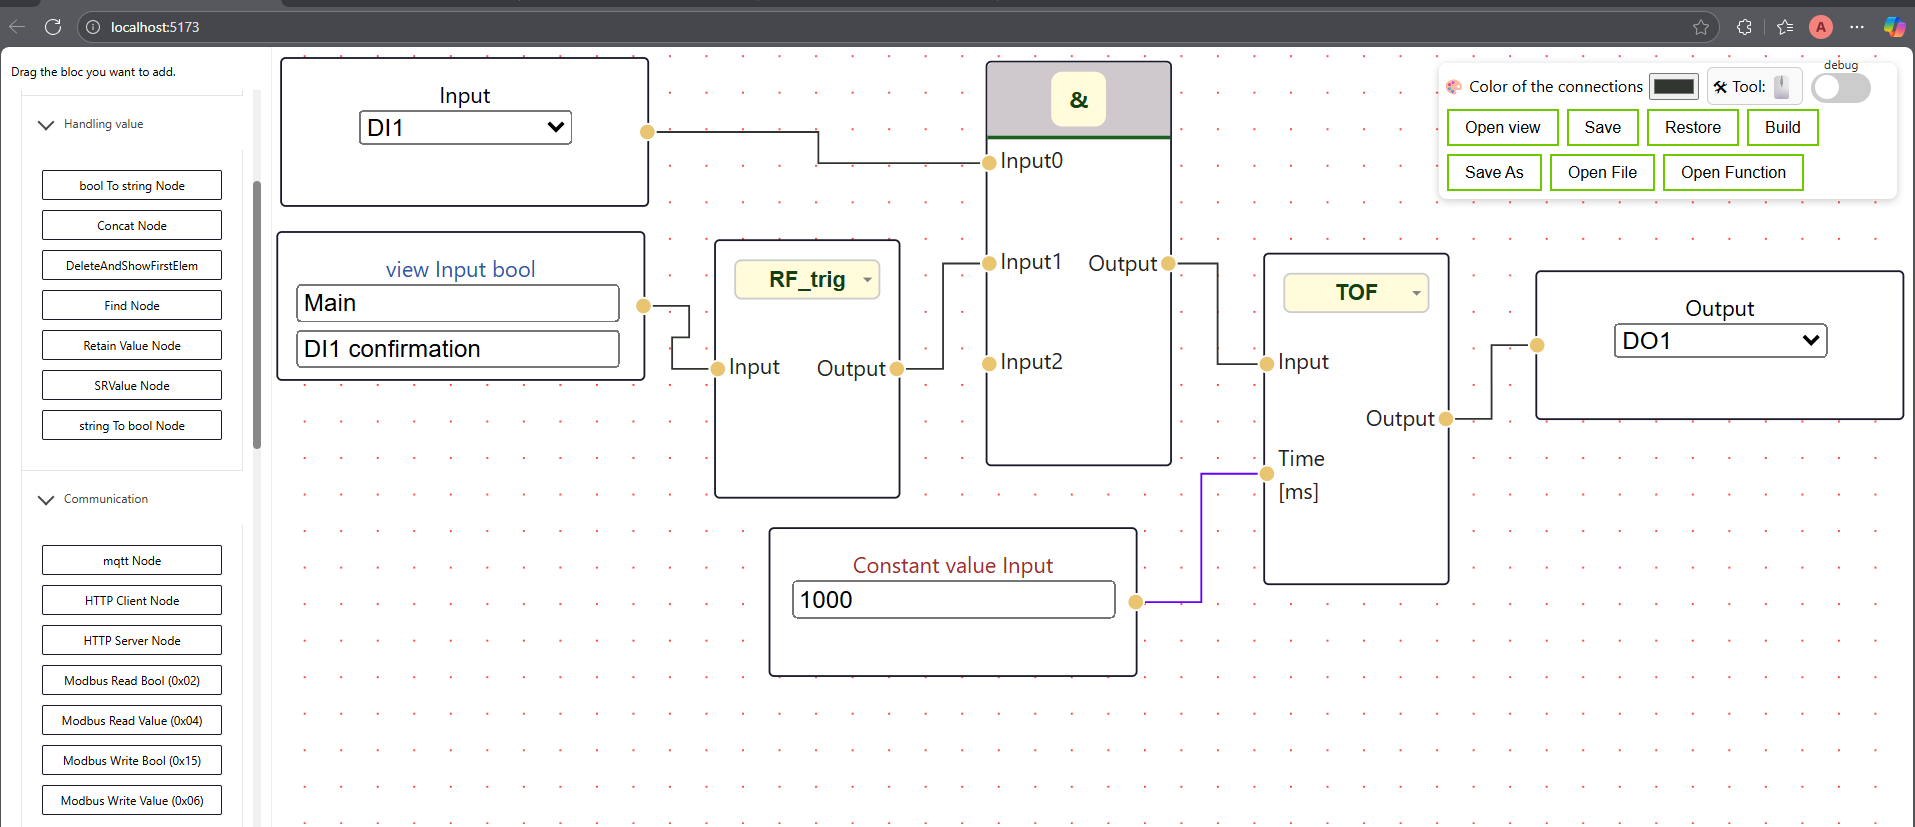 localhost:5173
A
Drag the bloc you want to add.
Handling value
bool To string Node
Concat Node
DeleteAndShowFirstElem
Find Node
Retain Value Node
SRValue Node
string To bool Node
Communication
mqtt Node
HTTP Client Node
HTTP Server Node
Modbus Read Bool (0x02)
Modbus Read Value (0x04)
Modbus Write Bool (0x15)
Modbus Write Value (0x06)
Input
DI1
view Input bool
Main
DI1 confirmation
RF_trig
Input
Output
&
Input0
Input1
Output
Input2
Constant value Input
1000
TOF
Input
Output
Time
[ms]
Output
DO1
Color of the connections
Tool:
debug
Open view
Save
Restore
Build
Save As
Open File
Open Function